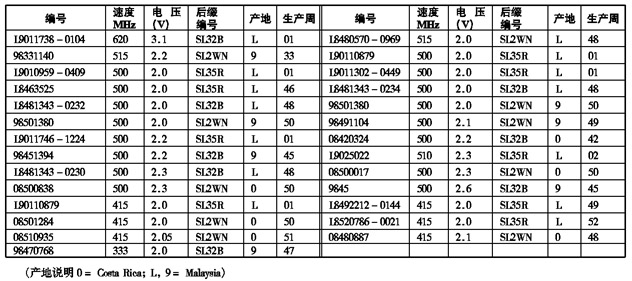 编号 速度 MHz 电 压 (V) 后缀 编号 产地 生产周 编号 速度 MHz 电 压 (V) 后缀 编号 产地 生产周
L9011738-0104 620 3.1 SL32B L 01 L8480570-0969 515 2.0 SL2WN L 48
98331140 515 2.2 SL2WN 9 33 L90110879 500 2.0 SL35R L 01
L9010959-0409 500 2.0 SL35R L 01 L9011302-0449 500 2.0 SL35R L 01
L8463525 500 2.0 SL35R L 46 L8481343-0234 500 2.0 SL32B L 48
L8481343-0232 500 2.0 SL32B L 48 98501380 500 2.0 SL2WN 9 50
98501380 500 2.0 SL2WN 9 50 98491104 500 2.1 SL2WN 9 49
L9011746-1224 500 2.2 SL35R L 01 08420324 500 2.2 SL32B 0 42
98451394 500 2.2 SL32B 9 45 L9025022 510 2.3 SL35R L 02
L8481343-0230 500 2.3 SL32B L 48 08500017 500 2.3 SL2WN 0 50
08500838 500 2.3 SL2WN 0 50 9845 500 2.6 SL32B 9 45
L90110879 415 2.0 SL35R L 01 L8492212-0144 415 2.0 SL35R L 49
08501284 415 2.0 SL2WN 0 50 L8520786-0021 415 2.0 SL35R L 52
08510935 415 2.05 SL2WN 0 51 08480887 415 2.1 SL2WN 0 48
98470768 333 2.0 SL32B 9 47
(产地说明0= Costa Rica; L, 9= Malaysia)